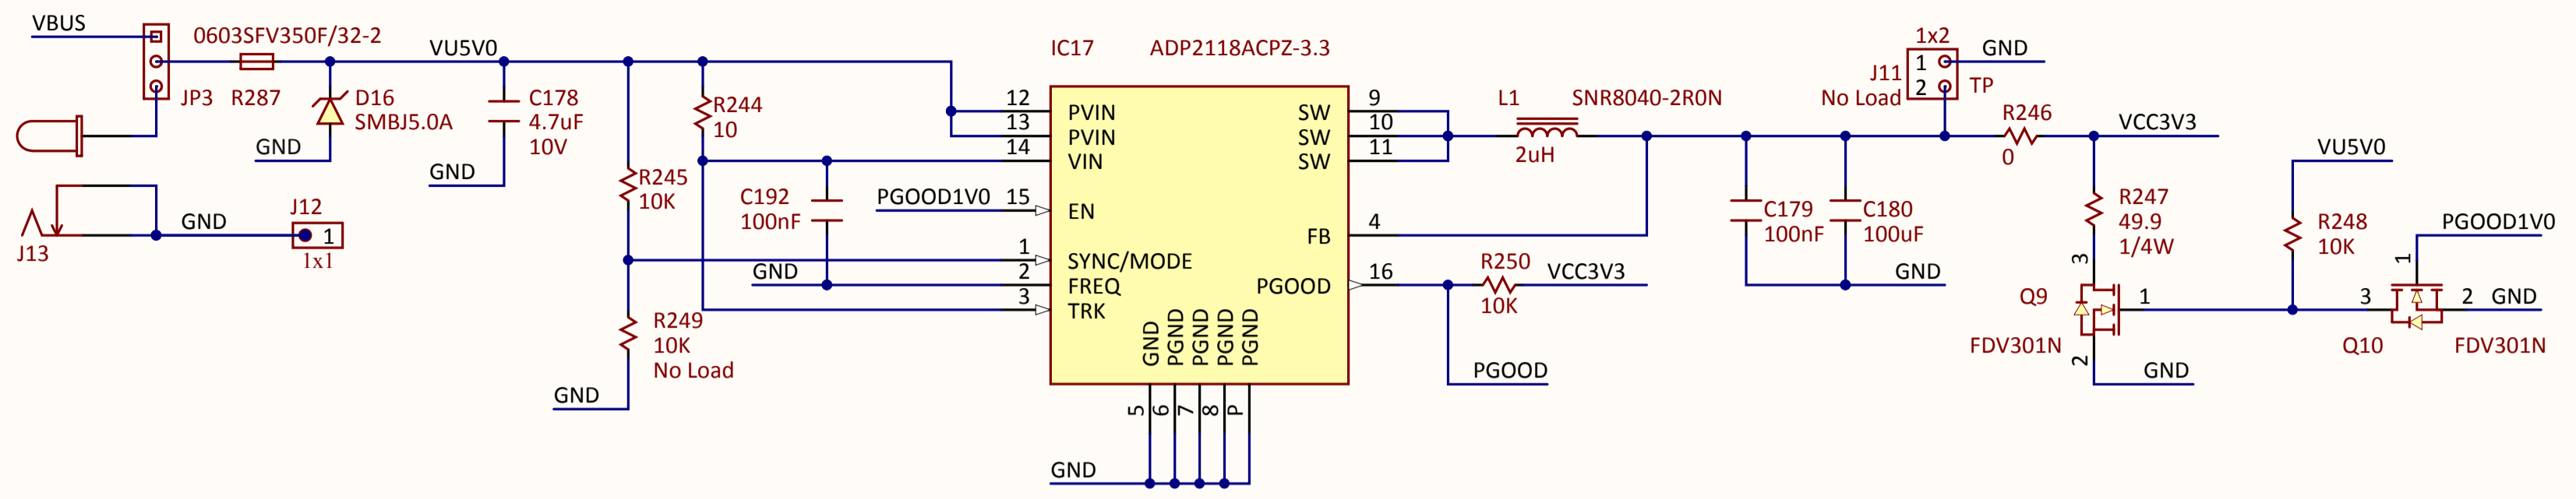 VBUS
0603SFV350F/32-2
JP3
R287
VU5V0
D16
SMBJ5.0A
GND
C178
4.7uF
10V
GND
J13
GND
J12
1
1x1
R244
10
R245
10K
C192
100nF
GND
R249
10K
No Load
GND
PGOOD1V0
IC17
ADP2118ACPZ-3.3
12
PVIN
13
PVIN
14
VIN
15
EN
1
SYNC/MODE
2
FREQ
3
TRK
SW
9
SW
10
SW
11
FB
4
PGOOD
16
GND
PGND
PGND
PGND
PGND
5
6
7
8
P
GND
L1
SNR8040-2R0N
2uH
R250
10K
VCC3V3
PGOOD
C179
100nF
C180
100uF
GND
1x2
J11
1
2
No Load
GND
TP
R246
0
VCC3V3
R247
49.9
1/4W
3
Q9
1
FDV301N
2
GND
VU5V0
R248
10K
PGOOD1V0
1
3
2
GND
Q10
FDV301N